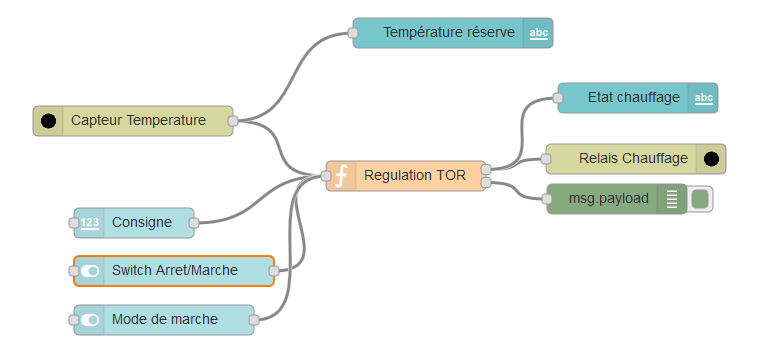 Température réserve abc
Etat chauffage abc
Capteur Temperature
Relais Chauffage
f Regulation TOR
msg.payload
123 Consigne
Switch Arret/Marche
Mode de marche